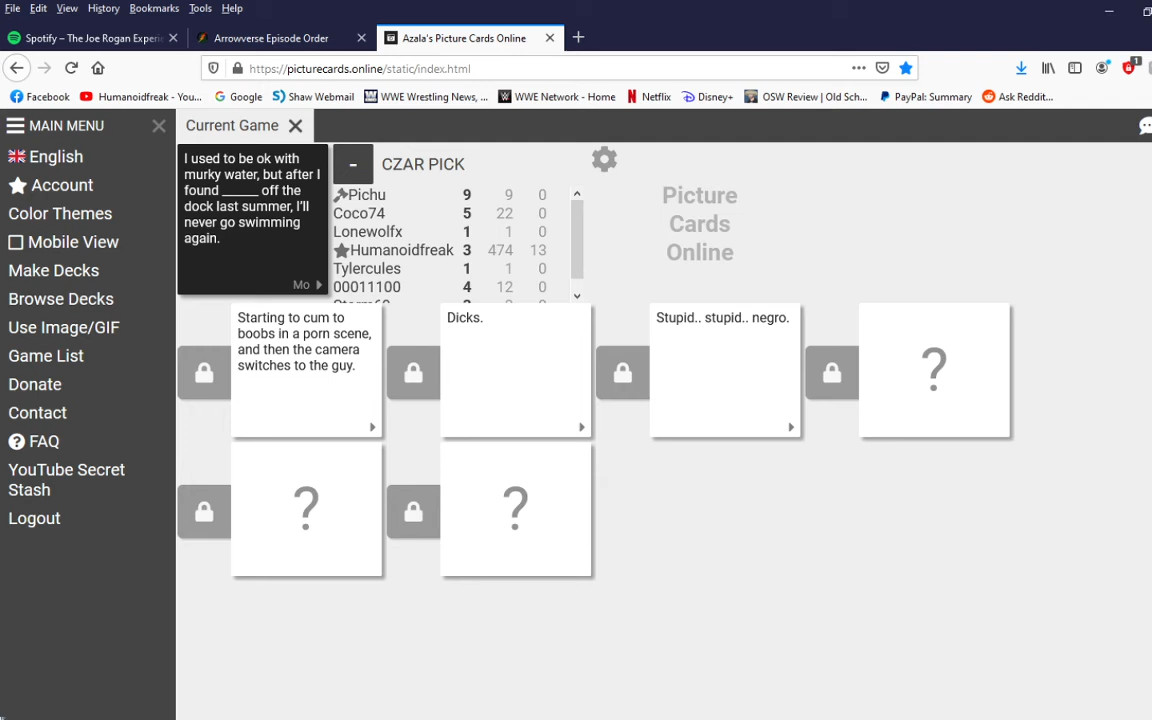 File Edit View History Bookmarks Tools Help
Spotify – The Joe Rogan Experi
Arrowverse Episode Order
Azala's Picture Cards Online
https://picturecards.online/static/index.html
1
Facebook
Humanoidfreak - You...
Google
Shaw Webmail
WWE Wrestling News, ...
WWE Network - Home
Netflix
Disney+
OSW Review | Old Sch...
PayPal: Summary
Ask Reddit...
MAIN MENU
English
Account
Color Themes
Mobile View
Make Decks
Browse Decks
Use Image/GIF
Game List
Donate
Contact
FAQ
YouTube Secret
Stash
Logout
Current Game
I used to be ok with
murky water, but after I
found ______ off the
dock last summer, I'll
never go swimming
again.
Mo
-
CZAR PICK
Pichu 9 9 0
Coco74 5 22 0
Lonewolfx 1 1 0
Humanoidfreak 3 474 13
Tylercules 1 1 0
00011100 4 12 0
Picture
Cards
Online
Starting to cum to
boobs in a porn scene,
and then the camera
switches to the guy.
Dicks.
Stupid.. stupid.. negro.
?
?
?